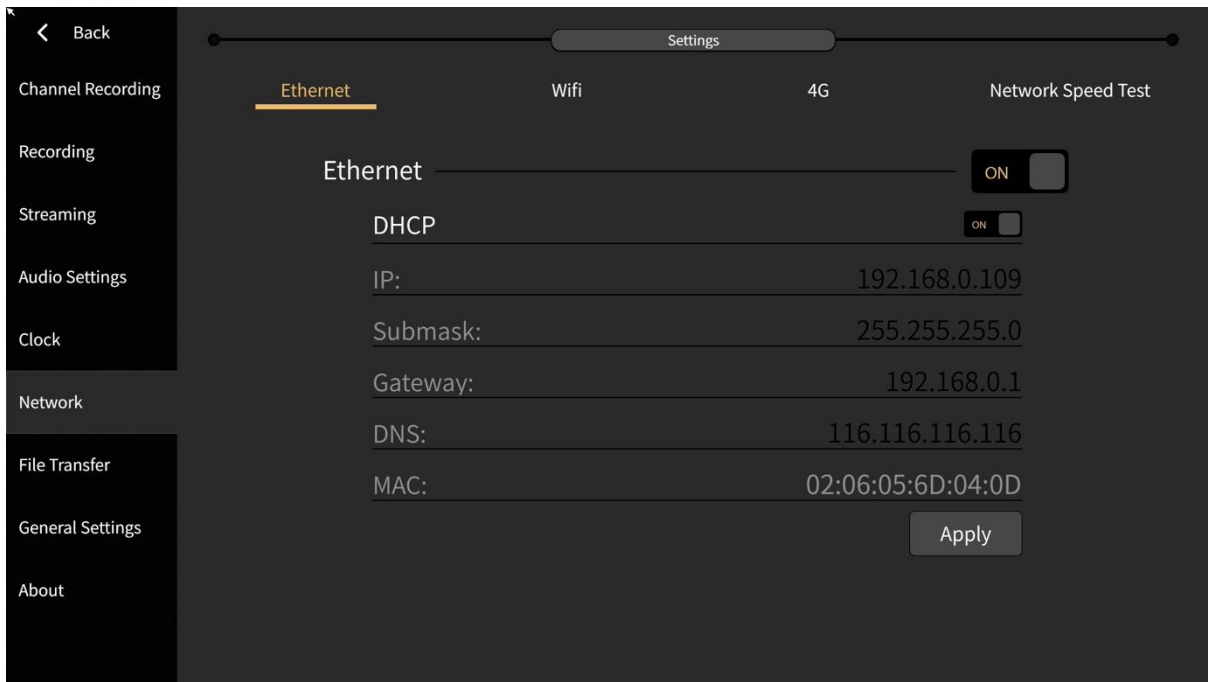 Back
Settings
Channel Recording
Ethernet
Wifi
4G
Network Speed Test
Recording
Ethernet
ON
Streaming
DHCP
ON
Audio Settings
IP:
192.168.0.109
Clock
Submask:
255.255.255.0
Network
Gateway:
192.168.0.1
DNS:
116.116.116.116
File Transfer
MAC:
02:06:05:6D:04:0D
General Settings
Apply
About